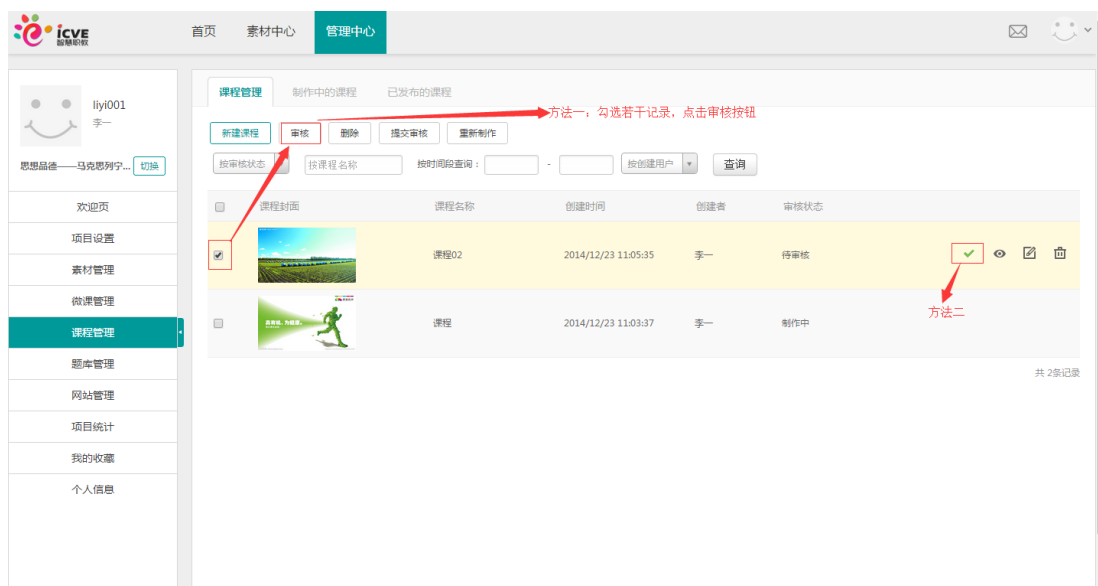 icve
智慧职教
首页 素材中心 管理中心
liyi001
李一
思想品德——马克思列宁... 切换
欢迎页
项目设置
素材管理
微课管理
课程管理
题库管理
网站管理
项目统计
我的收藏
个人信息
课程管理 制作中的课程 已发布的课程
方法一：勾选若干记录，点击审核按钮
新建课程 审核 删除 提交审核 重新制作
按审核状态 按课程名称 按时间段查询： - 按创建用户 查询
课程封面 课程名称 创建时间 创建者 审核状态
课程02 2014/12/23 11:05:35 李一 待审核
方法二
课程 2014/12/23 11:03:37 李一 制作中
共 2条记录